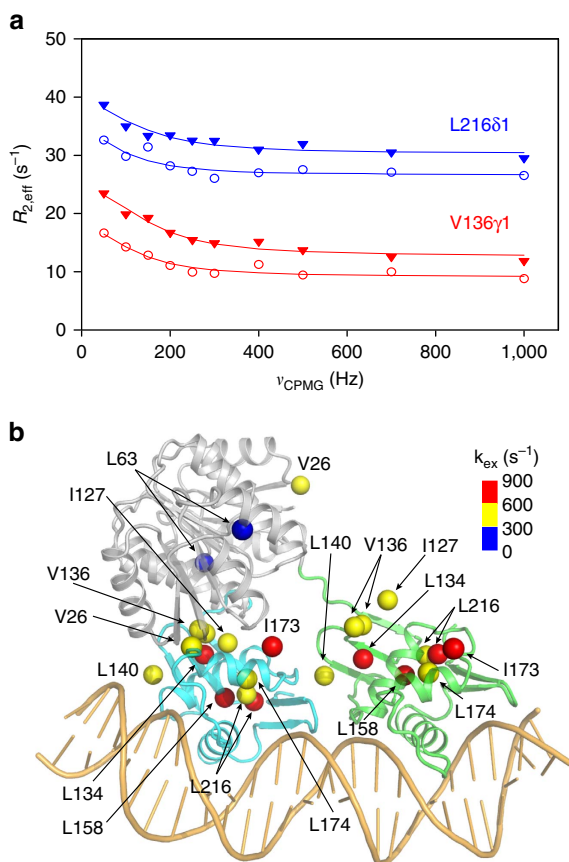 a
50
40
30
20
10
0
R2,eff (s−1)
L216δ1
V136γ1
0 200 400 600 800 1,000
νCPMG (Hz)
b
kex (s−1)
900
600
300
0
L63
V26
I127
L140
V136
I127
L134
L216
V136
V26
I173
I173
L140
L158
L174
L134
L216
L158
L174